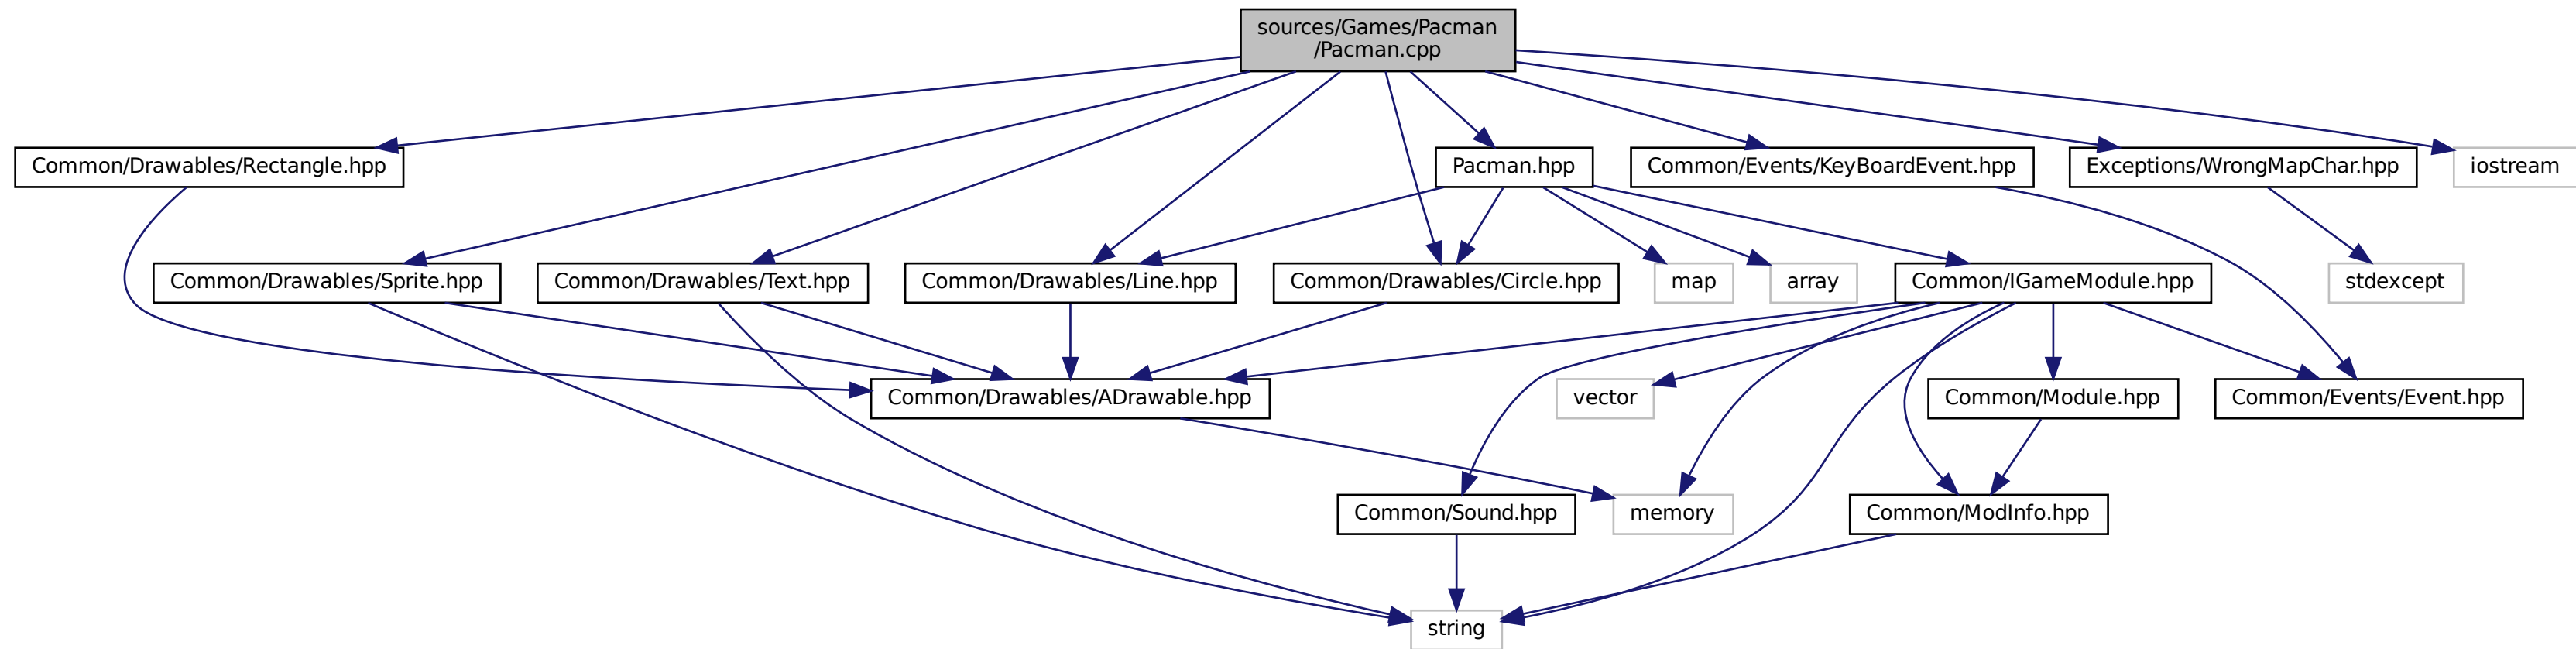 sources/Games/Pacman
/Pacman.cpp
Common/Drawables/Rectangle.hpp
Pacman.hpp
Common/Events/KeyBoardEvent.hpp
Exceptions/WrongMapChar.hpp
iostream
Common/Drawables/Sprite.hpp
Common/Drawables/Text.hpp
Common/Drawables/Line.hpp
Common/Drawables/Circle.hpp
map
array
Common/IGameModule.hpp
stdexcept
Common/Drawables/ADrawable.hpp
vector
Common/Module.hpp
Common/Events/Event.hpp
Common/Sound.hpp
memory
Common/ModInfo.hpp
string